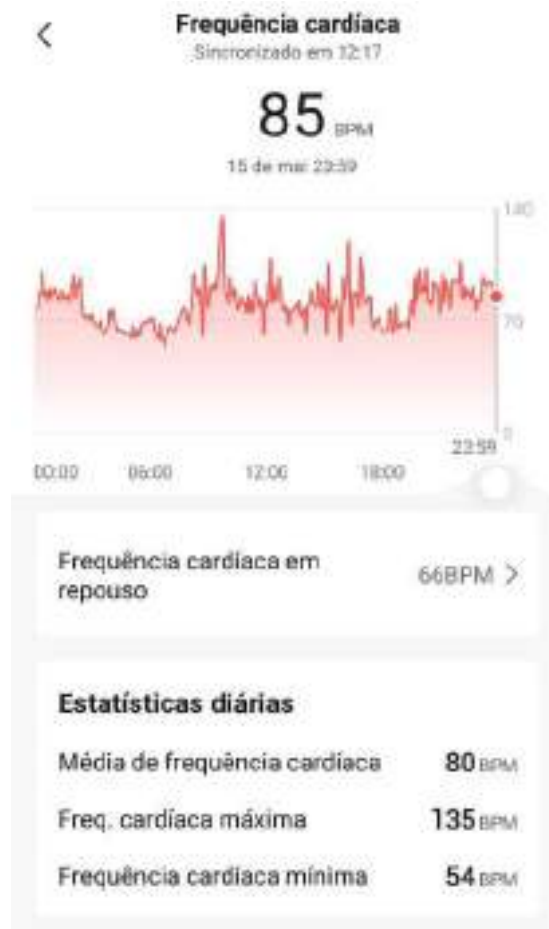 Frequência cardíaca
Sincronizado em 12:17
85 BPM
15 de mai 23:59
140
70
0
23:59
00:00 06:00 12:00 18:00
Frequência cardíaca em
repouso
66BPM >
Estatísticas diárias
Média de frequência cardíaca 80 BPM
Freq. cardíaca máxima 135 BPM
Frequência cardíaca mínima 54 BPM